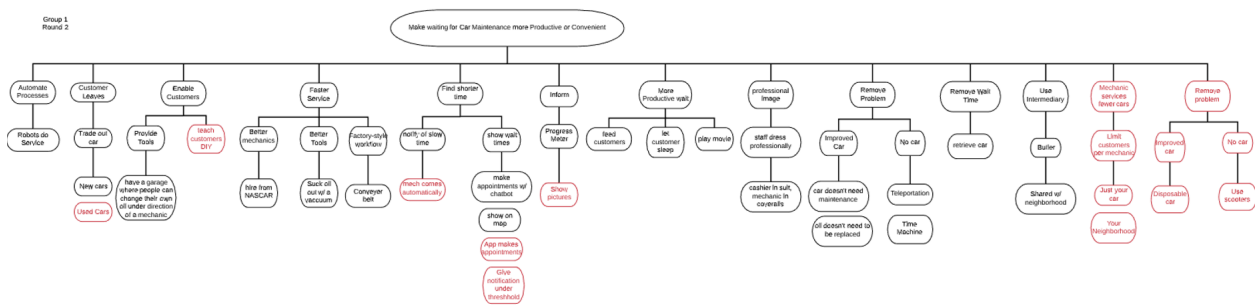 Group 1
Round 2
Make waiting for Car Maintenance more Productive or Convenient
Automate
Processes
Customer
Leaves
Enable
Customers
Faster
Service
Find shorter
time
Inform
More
Productive wait
professional
image
Remove
Problem
Remove Wait
Time
Use
Intermediary
Mechanic
services
fewer cars
Remove
problem
Robots do
Service
Trade out
car
Provide
Tools
teach
customers
DIY
Better
mechanics
Better
Tools
Factory-style
workflow
notify of slow
time
show wait
times
Progress
Meter
feed
customers
let
customer
sleep
play movie
staff dress
professionally
Improved
Car
No car
retrieve car
Butler
Limit
customers
per mechanic
Improved
car
No car
New cars
Used Cars
have a garage
where people can
change their own
oil under direction
of a mechanic
hire from
NASCAR
Suck oil
out w/ a
vacuum
Conveyer
belt
mech comes
automatically
make
appointments w/
chatbot
show on
map
App makes
appointments
Give
notification
under
threshhold
Show
pictures
cashier in suit,
mechanic in
coveralls
car doesn't need
maintenance
oil doesn't need to
be replaced
Teleportation
Time
Machine
Shared w/
neighborhood
Just your
car
Your
Neighborhood
Disposable
car
Use
scooters